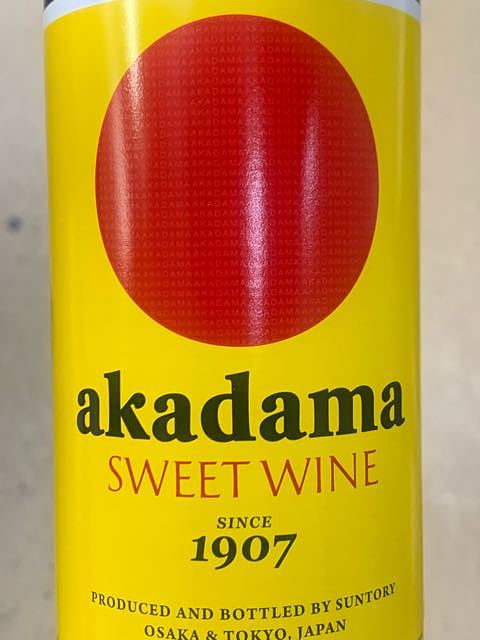 akadama
SWEET WINE
SINCE
1907
PRODUCED AND BOTTLED BY SUNTORY
OSAKA & TOKYO, JAPAN